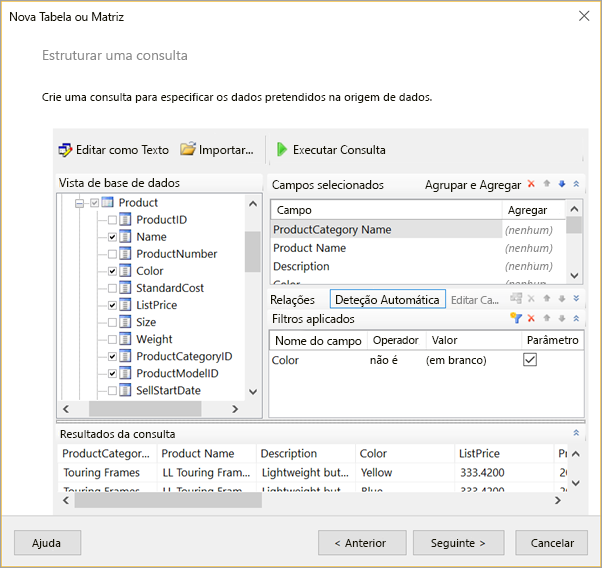 Nova Tabela ou Matriz
Estruturar uma consulta
Crie uma consulta para especificar os dados pretendidos na origem de dados.
Editar como Texto Importar... Executar Consulta
Vista de base de dados
Product
ProductID
Name
ProductNumber
Color
StandardCost
ListPrice
Size
Weight
ProductCategoryID
ProductModelID
SellStartDate
Campos selecionados Agrupar e Agregar
Campo Agregar
ProductCategory Name (nenhum)
Product Name (nenhum)
Description (nenhum)
Color (nenhum)
Relações Deteção Automática Editar Ca...
Filtros aplicados
Nome do campo Operador Valor Parâmetro
Color não é (em branco)
Resultados da consulta
ProductCategor... Product Name Description Color ListPrice
Touring Frames LL Touring Fram... Lightweight but... Yellow 333.4200
Touring Frames LL Touring Fram... Lightweight but... Blue 333.4200
Ajuda < Anterior Seguinte > Cancelar